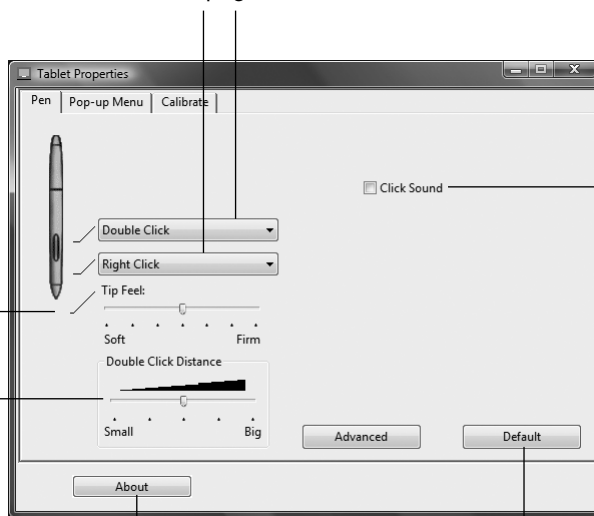 Tablet Properties
Pen Pop-up Menu Calibrate
Click Sound
Double Click
Right Click
Tip Feel:
Soft Firm
Double Click Distance
Small Big
Advanced Default
About